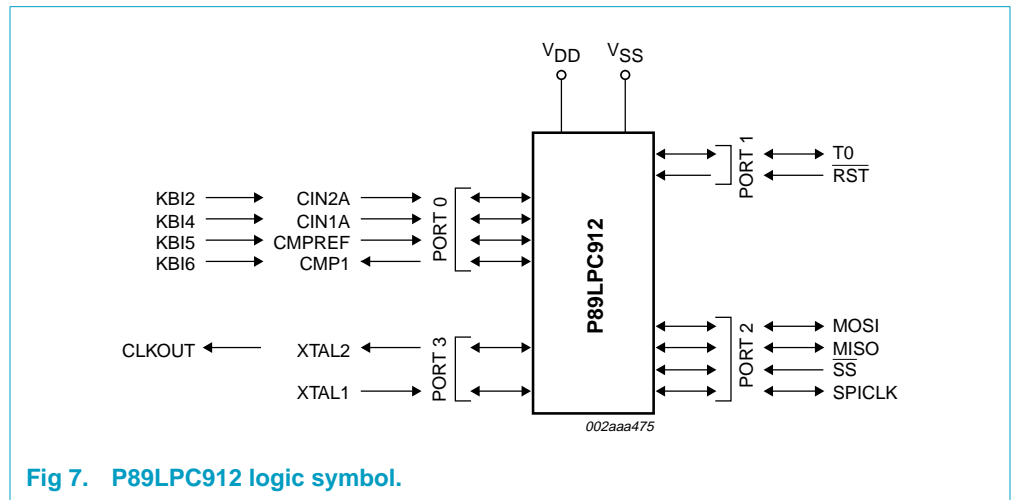 VDD VSS
KBI2 CIN2A
KBI4 CIN1A
KBI5 CMPREF
KBI6 CMP1
PORT 0
CLKOUT XTAL2
XTAL1
PORT 3
P89LPC912
PORT 1
T0
RST
PORT 2
MOSI
MISO
SS
SPICLK
002aaa475
Fig 7. P89LPC912 logic symbol.